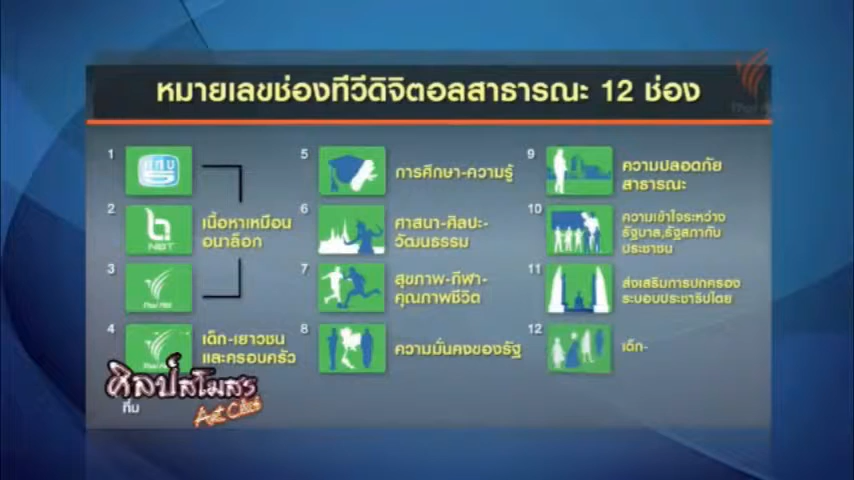 หมายเลขช่องทีวีดิจิตอลสาธารณะ 12 ช่อง
1
2
NBT
3
เนื้อหาเหมือน
อนาล็อก
4
เด็ก-เยาวชน
และครอบครัว
5
การศึกษา-ความรู้
6
ศาสนา-ศิลปะ-
วัฒนธรรม
7
สุขภาพ-กีฬา-
คุณภาพชีวิต
8
ความมั่นคงของรัฐ
9
ความปลอดภัย
สาธารณะ
10
ความเข้าใจระหว่าง
รัฐบาล,รัฐสภากับ
ประชาชน
11
ส่งเสริมการปกครอง
ระบอบประชาธิปไตย
12
เด็ก-
ศิลป์สโมสร
Art Club
ทีม